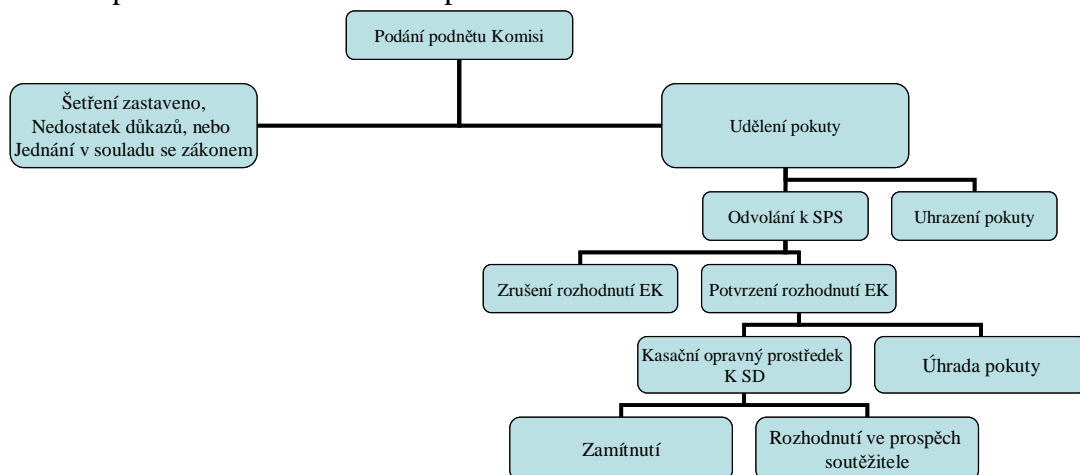 Podání podnětu Komisi
Šetření zastaveno,
Nedostatek důkazů, nebo
Jednání v souladu se zákonem
Udělení pokuty
Odvolání k SPS
Uhrazení pokuty
Zrušení rozhodnutí EK
Potvrzení rozhodnutí EK
Kasační opravný prostředek
K SD
Úhrada pokuty
Zamítnutí
Rozhodnutí ve prospěch
soutěžitele